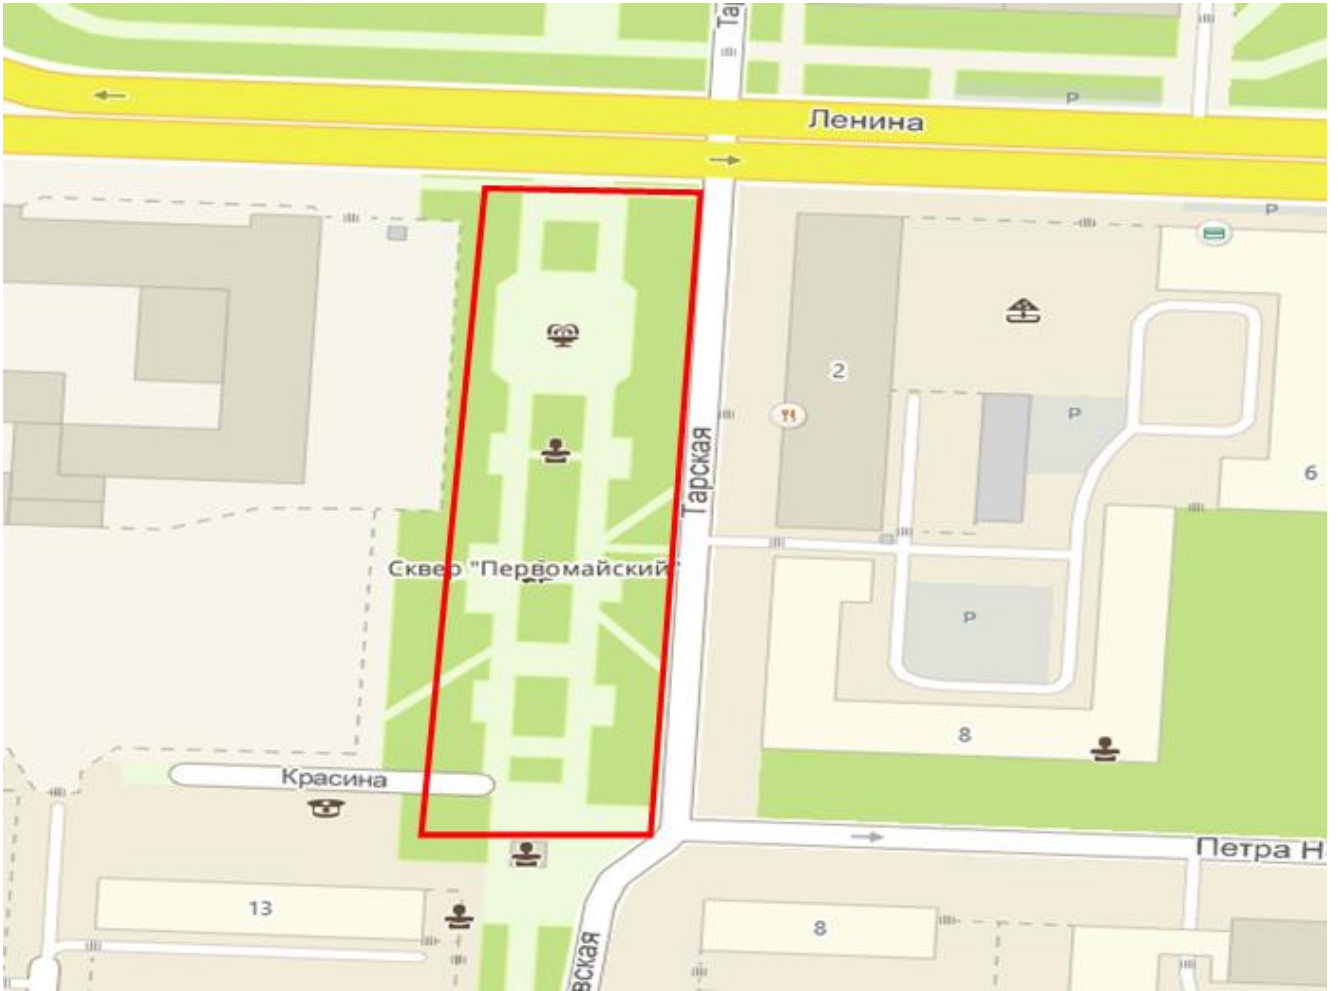 Та
Ленина
P
P
2
P
6
Тарская
Сквер "Первомайский"
P
8
Красина
Петра Н
13
8
вская